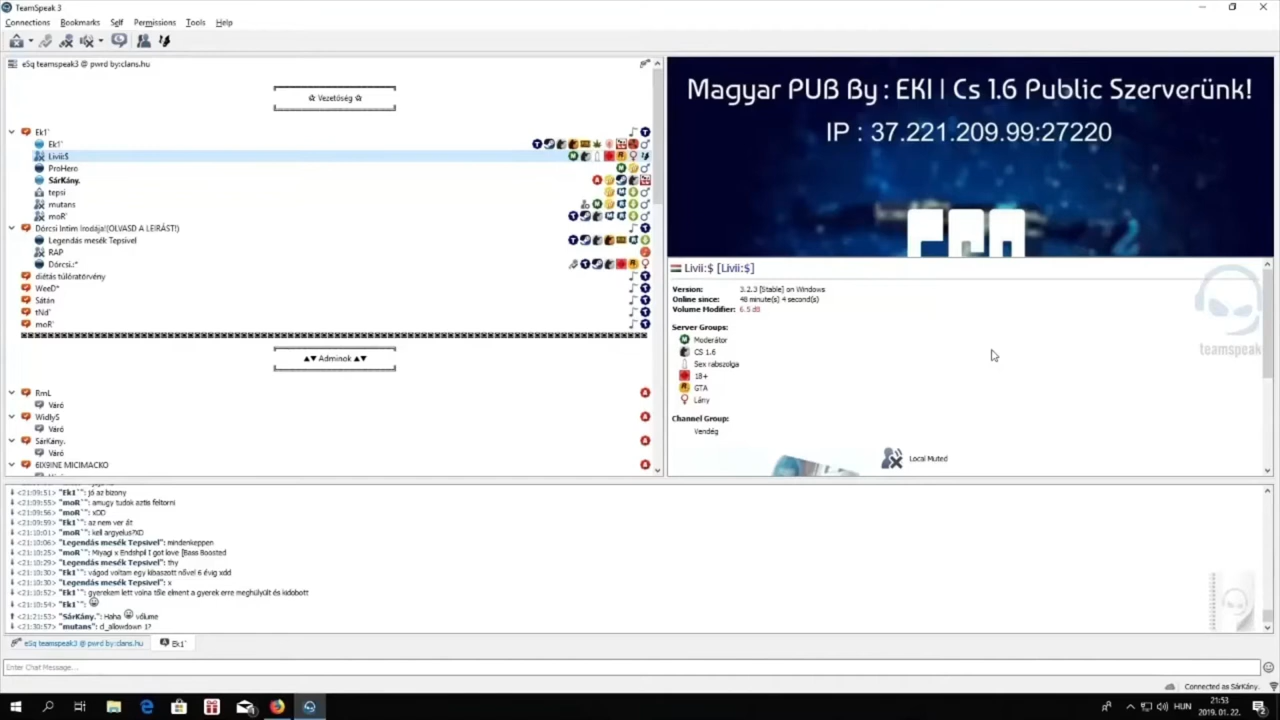 TeamSpeak 3
Connections Bookmarks Self Permissions Tools Help
eSq teamspeak3 @ pwrd by:clans.hu
✰ Vezetőség ✰
Ek1`
Ek1`
Livii:$
ProHero
SárKány.
tepsi
mutans
moR`
Dórcsi Intim Irodája!(OLVASD A LEIRÁST!)
Legendás mesék Tepsivel
RAP
Dórcsi.:*
diétás túlóratörvény
WeeD*
Sátán
tNd`
moR`
▲▼ Adminok ▲▼
RmL
Váró
WidlyS
Váró
SárKány.
Váró
6IX9INE MICIMACKO
Magyar PUB By : EKI | Cs 1.6 Public Szerverünk!
IP : 37.221.209.99:27220
Livii:$ [Livii:$]
Version: 3.2.3 [Stable] on Windows
Online since: 48 minute(s) 4 second(s)
Volume Modifier: 6.5 dB
Server Groups:
Moderátor
CS 1.6
Sex rabszolga
18+
GTA
Lány
Channel Group:
Vendég
Local Muted
teamspeak
<21:09:51> "Ek1`": jó az bizony
<21:09:55> "moR`": amugy tudok aztis feltorni
<21:09:56> "moR`": xDD
<21:09:59> "Ek1`": az nem ver át
<21:10:01> "moR`": kell argyelus?XD
<21:10:06> "Legendás mesék Tepsivel": mindenkeppen
<21:10:25> "moR`": Miyagi x Endshpil I got love [Bass Boosted
<21:10:29> "Legendás mesék Tepsivel": thy
<21:10:30> "Ek1`": vágod voltam egy kibaszott nővel 6 évig xdd
<21:10:30> "Legendás mesék Tepsivel": x
<21:10:52> "Ek1`": gyerekem lett volna tőle elment a gyerek erre meghülyült és kidobott
<21:10:54> "Ek1`":
<21:21:53> "SárKány.": Haha vólume
<21:30:57> "mutans": cl_allowdown 1?
eSq teamspeak3 @ pwrd by:clans.hu Ek1`
Enter Chat Message...
Connected as SárKány.
HUN
21:53
2019. 01. 22.